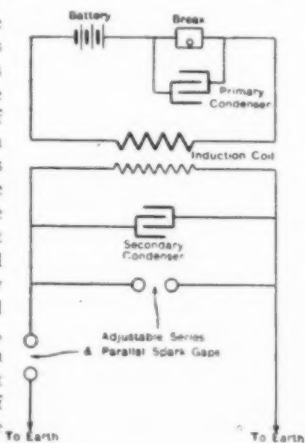 Battery
Break
Primary
Condenser
Induction Coil
Secondary
Condenser
Adjustable Series
& Parallel Spark Gaps
To Earth
To Earth